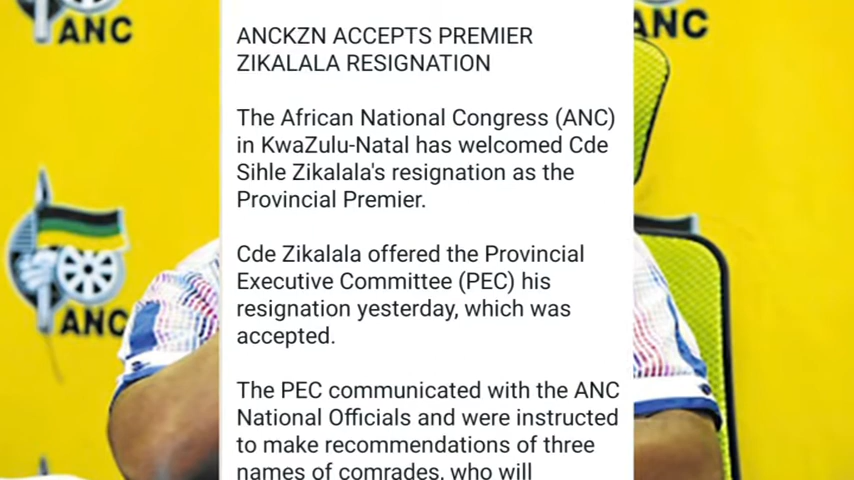 ANC
ANC
ANCKZN ACCEPTS PREMIER
ZIKALALA RESIGNATION
The African National Congress (ANC)
in KwaZulu-Natal has welcomed Cde
Sihle Zikalala's resignation as the
Provincial Premier.
Cde Zikalala offered the Provincial
Executive Committee (PEC) his
resignation yesterday, which was
accepted.
ANC
The PEC communicated with the ANC
National Officials and were instructed
to make recommendations of three
names of comrades, who will